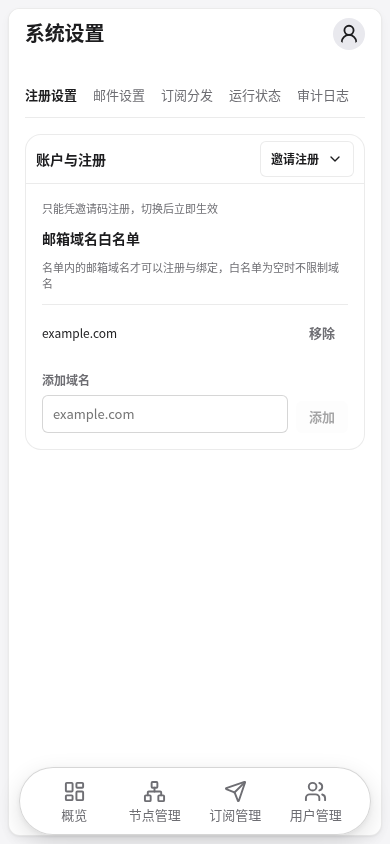 系统设置
注册设置 邮件设置 订阅分发 运行状态 审计日志
账户与注册 邀请注册
只能凭邀请码注册，切换后立即生效
邮箱域名白名单
名单内的邮箱域名才可以注册与绑定，白名单为空时不限制域
名
example.com 移除
添加域名
example.com 添加
概览 节点管理 订阅管理 用户管理